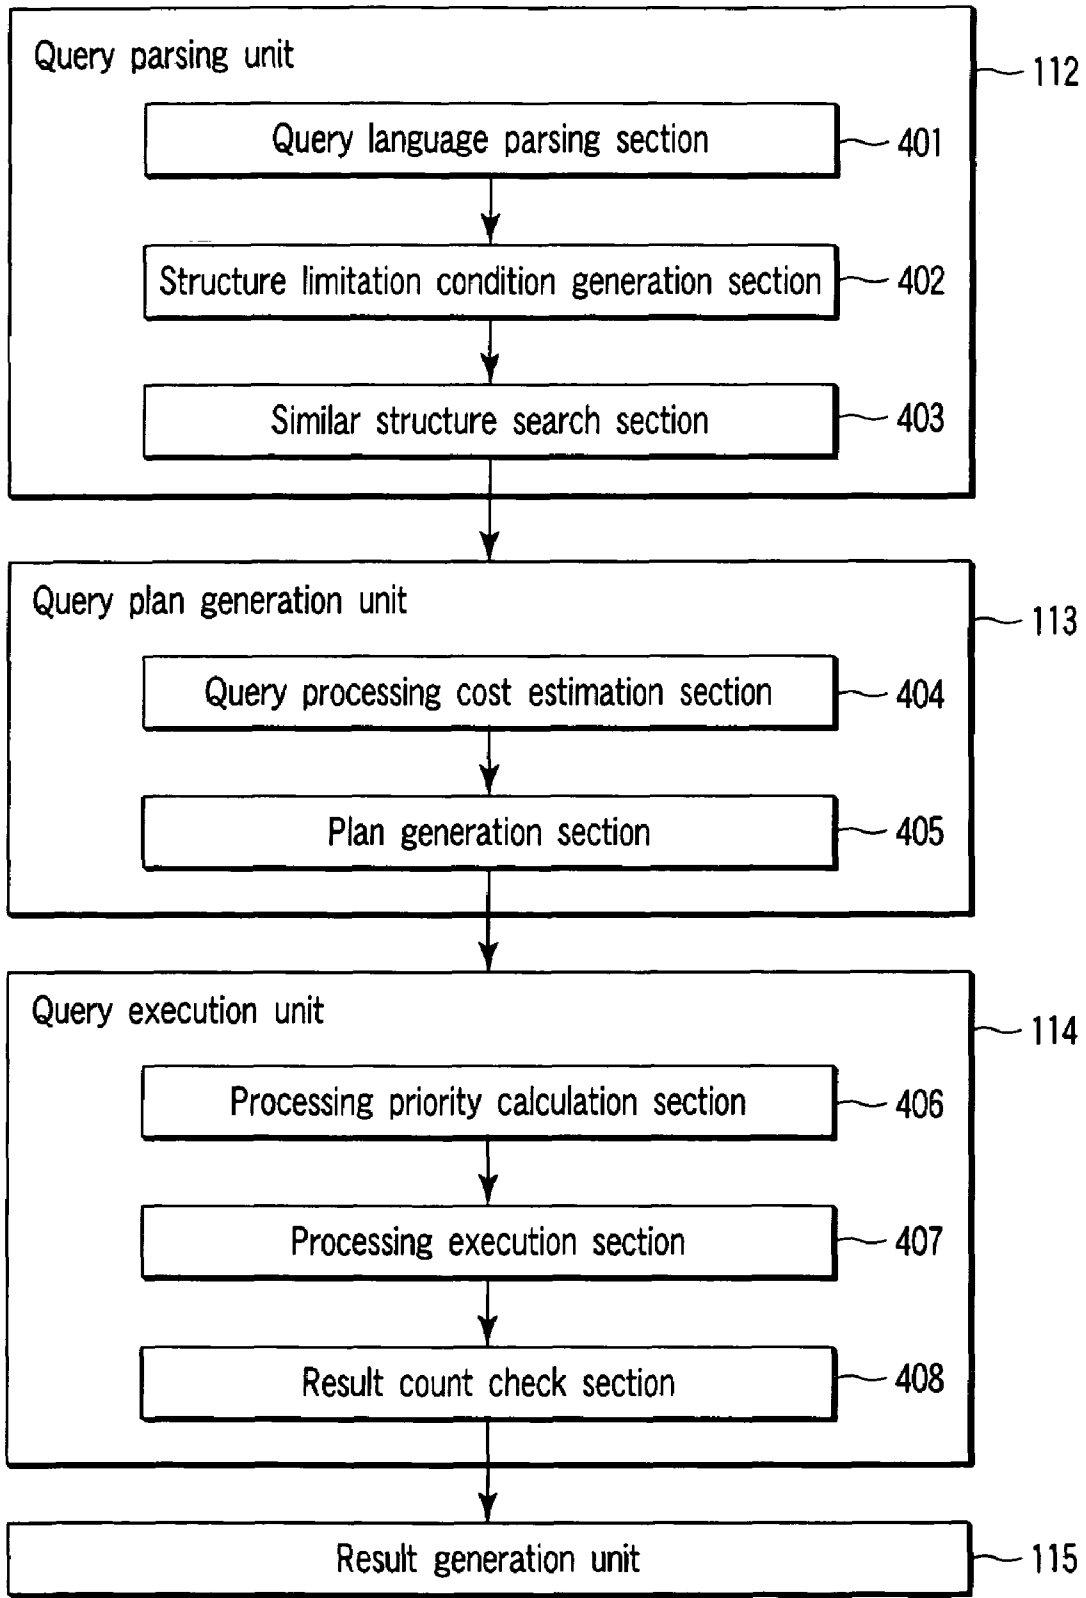 Query parsing unit
112
Query language parsing section
401
Structure limitation condition generation section
402
Similar structure search section
403
Query plan generation unit
113
Query processing cost estimation section
404
Plan generation section
405
Query execution unit
114
Processing priority calculation section
406
Processing execution section
407
Result count check section
408
Result generation unit
115